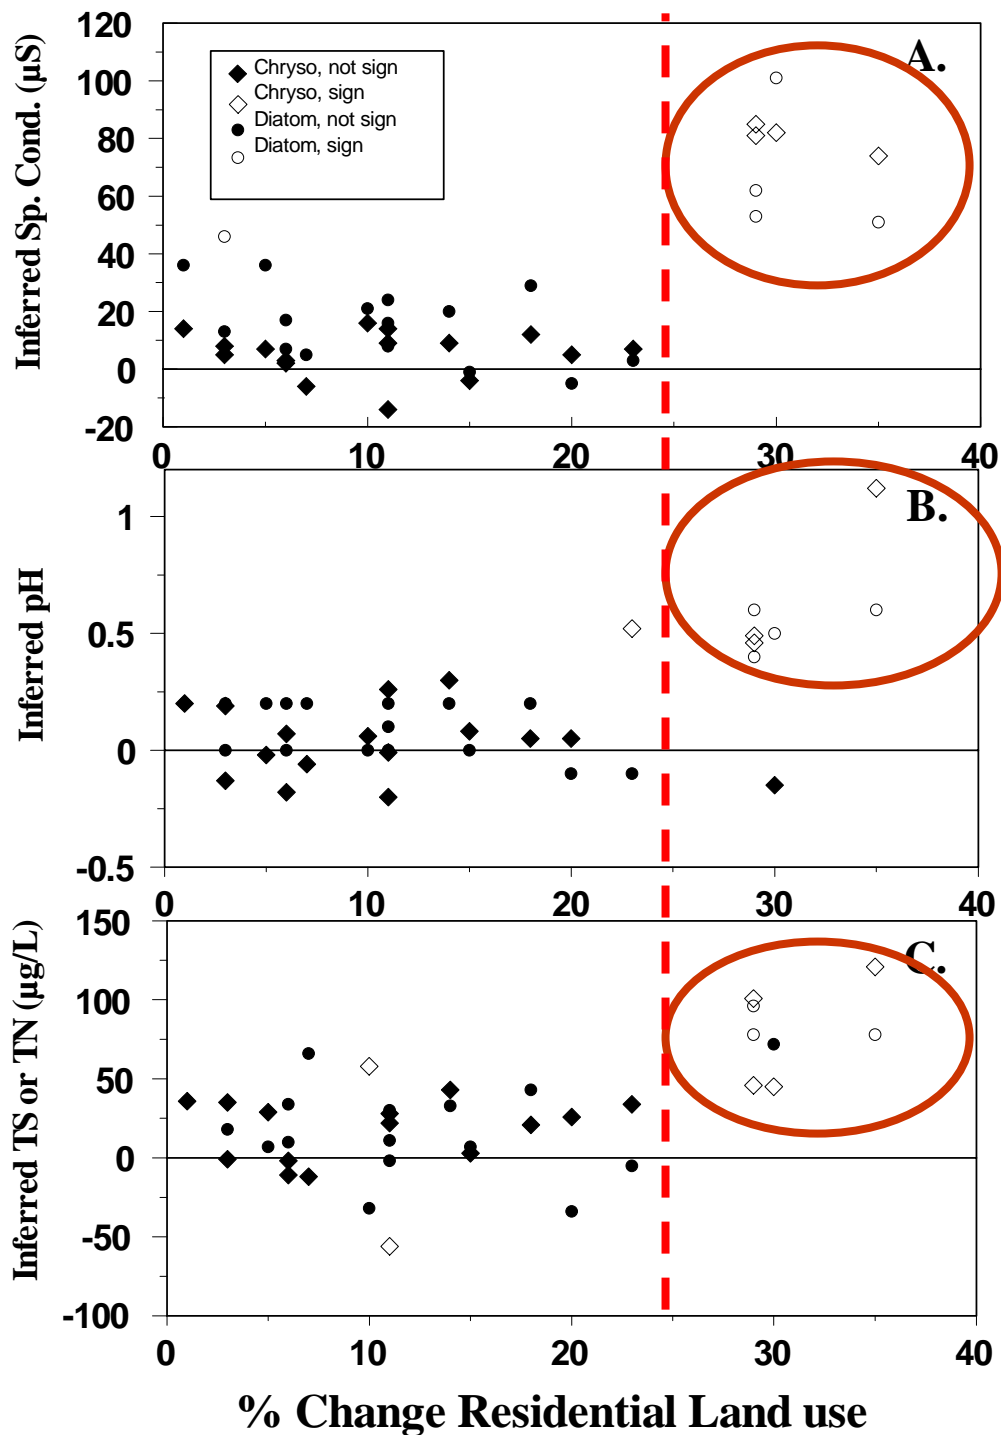 120
100
80
60
40
20
0
-20
Inferred Sp. Cond. (µS)
Chryso, not sign
Chryso, sign
Diatom, not sign
Diatom, sign
A.
0 10 20 30 40
1
0.5
0
-0.5
Inferred pH
B.
0 10 20 30 40
150
100
50
0
-50
-100
Inferred TS or TN (µg/L)
C.
0 10 20 30 40
% Change Residential Land use